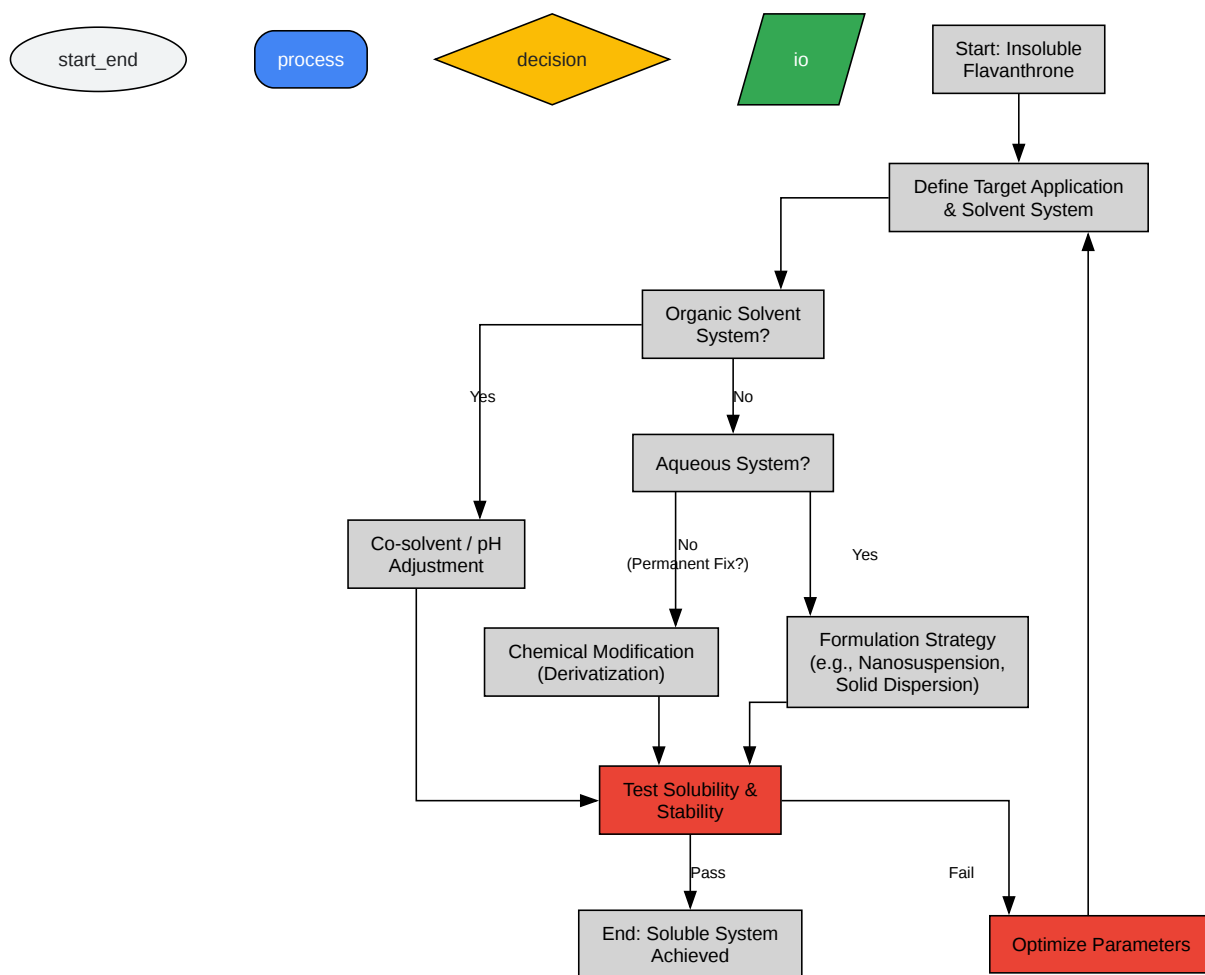 start_end
process
decision
io
Start: Insoluble
Flavanthrone
Define Target Application
& Solvent System
Organic Solvent
System?
Yes
No
Aqueous System?
Co-solvent / pH
Adjustment
No
(Permanent Fix?)
Yes
Chemical Modification
(Derivatization)
Formulation Strategy
(e.g., Nanosuspension,
Solid Dispersion)
Test Solubility &
Stability
Pass
Fail
End: Soluble System
Achieved
Optimize Parameters